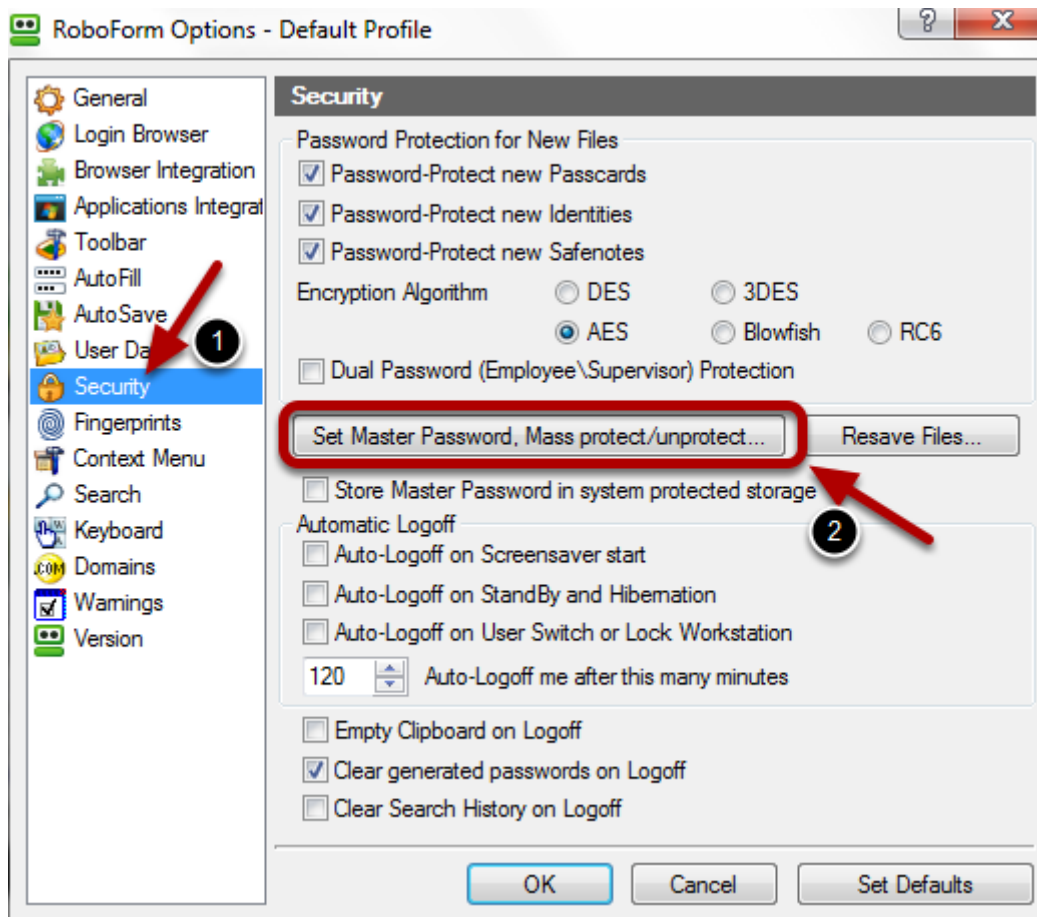 RoboForm Options - Default Profile
General
Login Browser
Browser Integration
Applications Integrat
Toolbar
AutoFill
AutoSave
User Da
1
Security
Fingerprints
Context Menu
Search
Keyboard
.COM Domains
Warnings
Version
Security
Password Protection for New Files
Password-Protect new Passcards
Password-Protect new Identities
Password-Protect new Safenotes
Encryption Algorithm DES 3DES
AES Blowfish RC6
Dual Password (Employee\Supervisor) Protection
Set Master Password, Mass protect/unprotect... Resave Files...
Store Master Password in system protected storage
2
Automatic Logoff
Auto-Logoff on Screensaver start
Auto-Logoff on StandBy and Hibernation
Auto-Logoff on User Switch or Lock Workstation
120 Auto-Logoff me after this many minutes
Empty Clipboard on Logoff
Clear generated passwords on Logoff
Clear Search History on Logoff
OK Cancel Set Defaults